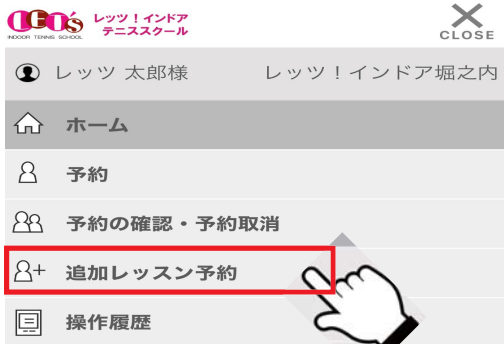 LET'S
INDOOR TENNIS SCHOOL
レッツ！インドア
テニススクール
CLOSE
レッツ 太郎様 レッツ！インドア堀之内
ホーム
予約
予約の確認・予約取消
追加レッスン予約
操作履歴